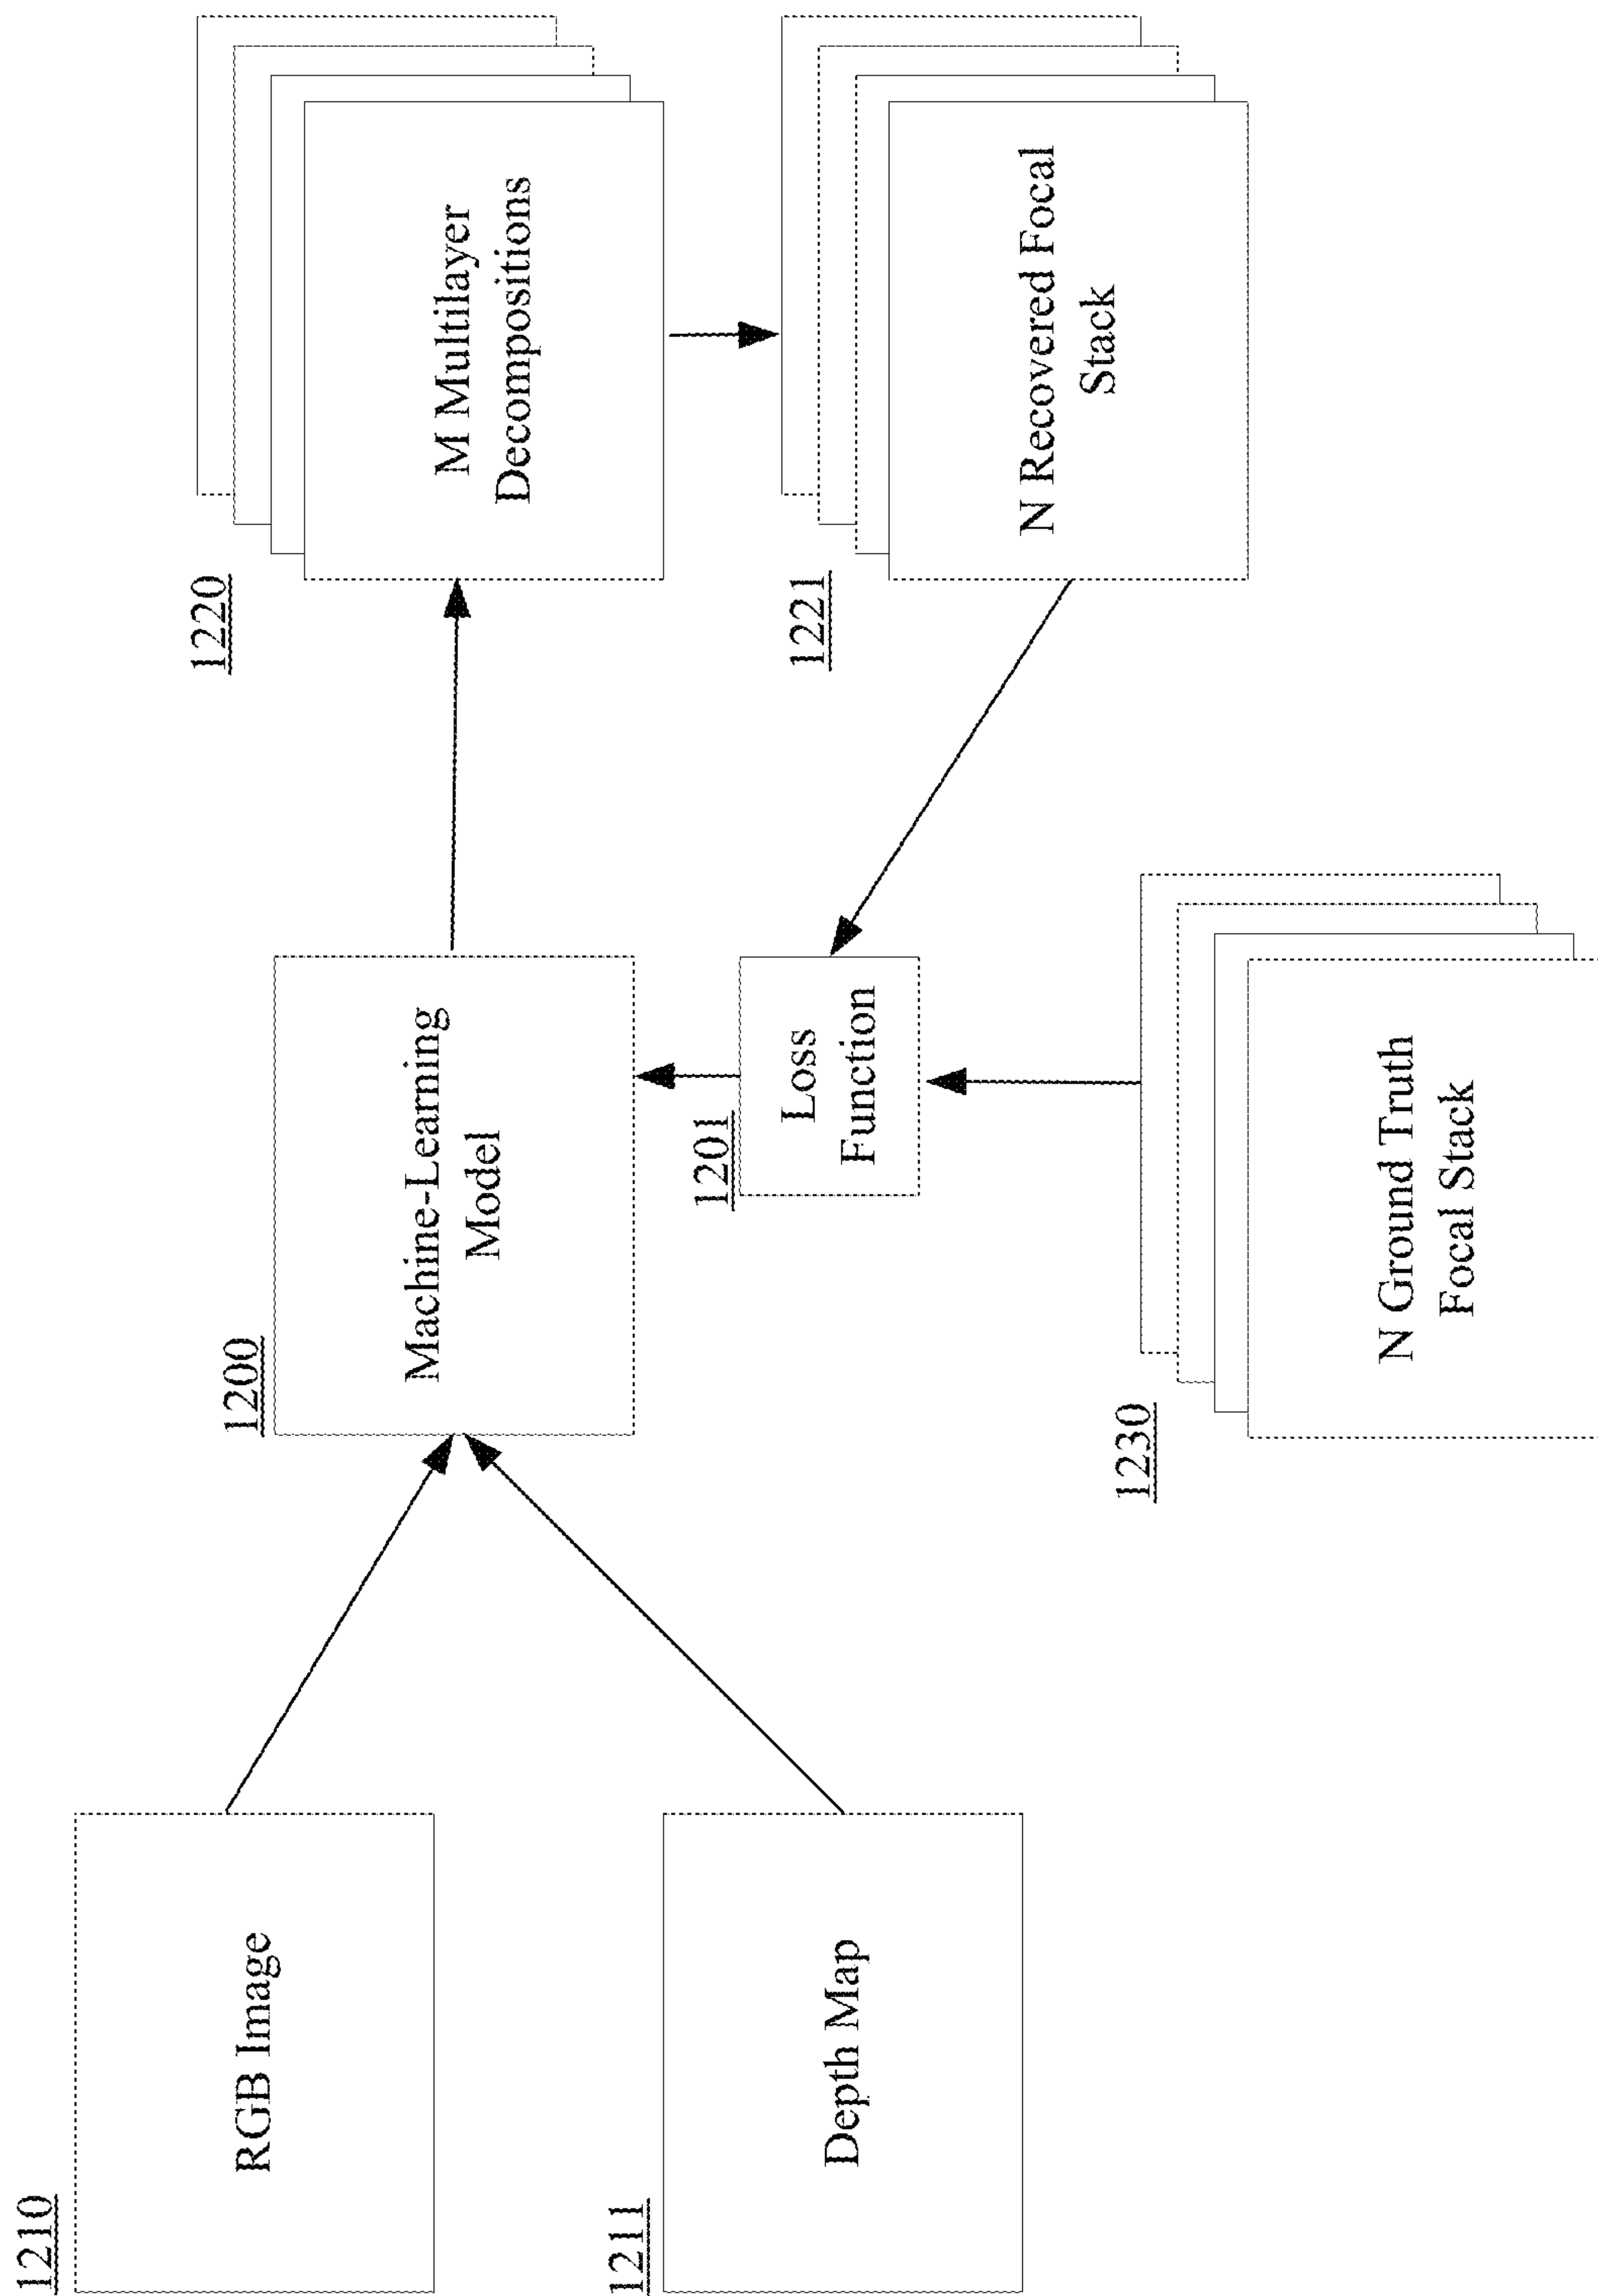 1210
RGB Image
1211
Depth Map
1200
Machine-Learning
Model
1201
Loss
Function
1230
N Ground Truth
Focal Stack
1220
M Multilayer
Decompositions
1221
N Recovered Focal
Stack